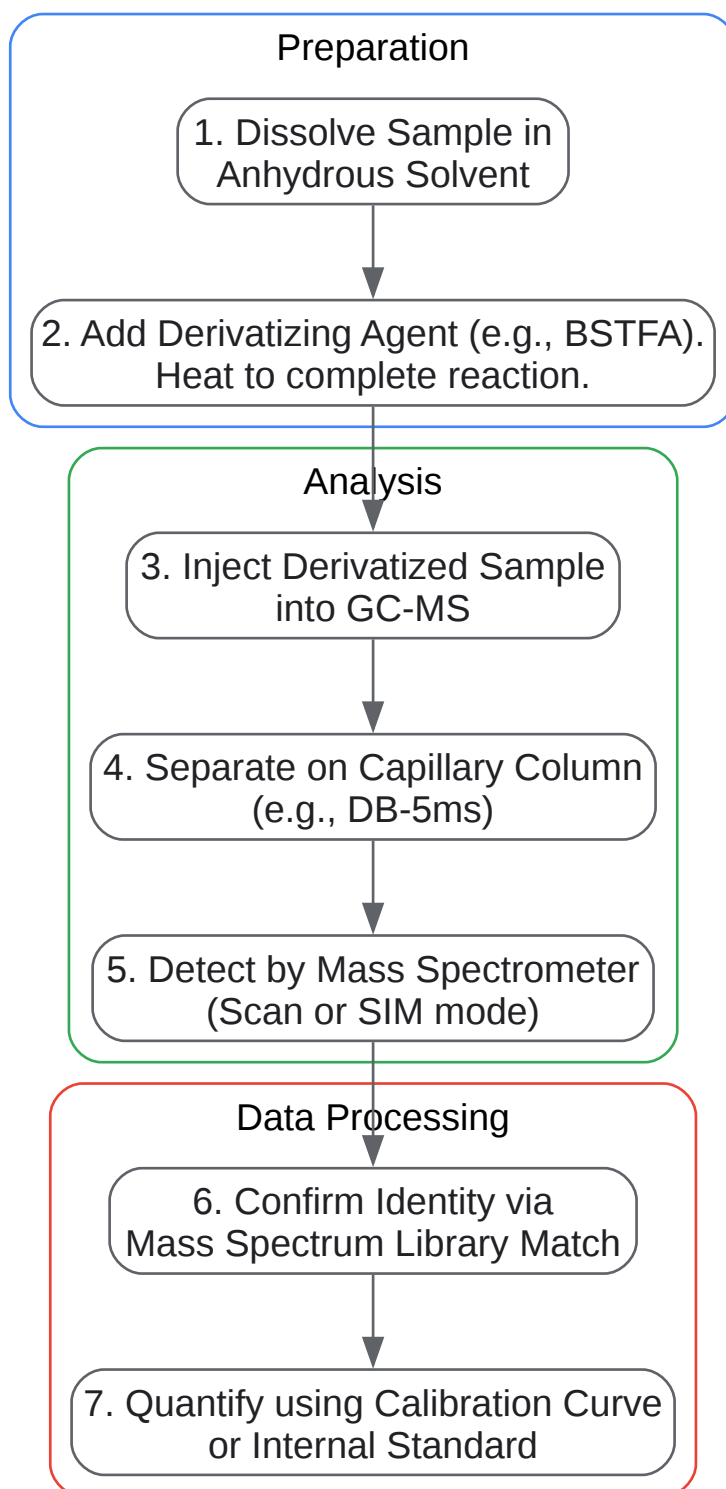 Preparation
1. Dissolve Sample in
Anhydrous Solvent
2. Add Derivatizing Agent (e.g., BSTFA).
Heat to complete reaction.
Analysis
3. Inject Derivatized Sample
into GC-MS
4. Separate on Capillary Column
(e.g., DB-5ms)
5. Detect by Mass Spectrometer
(Scan or SIM mode)
Data Processing
6. Confirm Identity via
Mass Spectrum Library Match
7. Quantify using Calibration Curve
or Internal Standard